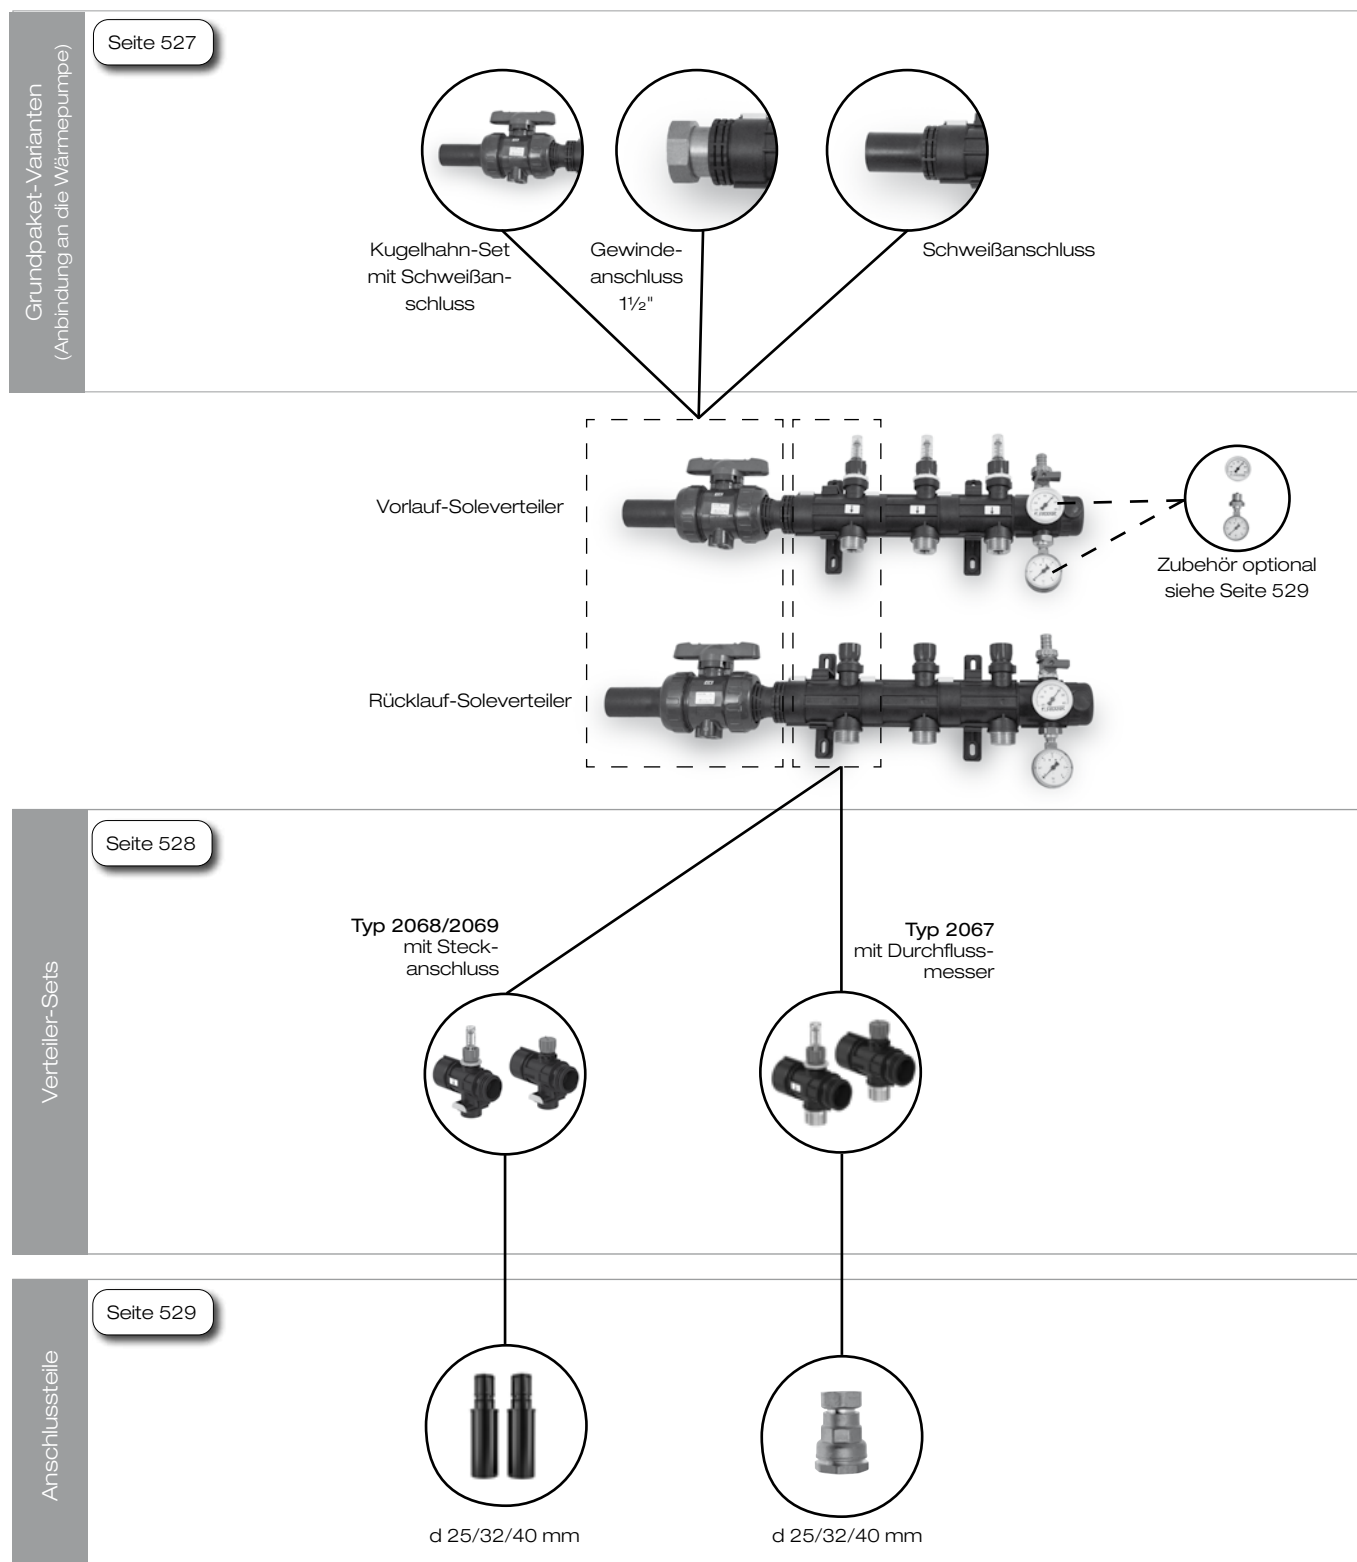 Seite 527
Grundpaket-Varianten
(Anbindung an die Wärmepumpe)
Kugelhahn-Set
mit Schweißan-
schluss
Gewinde-
anschluss
1½"
Schweißanschluss
Vorlauf-Soleverteiler
Zubehör optional
siehe Seite 529
Rücklauf-Soleverteiler
Seite 528
Verteiler-Sets
Typ 2068/2069
mit Steck-
anschluss
Typ 2067
mit Durchfluss-
messer
Seite 529
Anschlussteile
d 25/32/40 mm
d 25/32/40 mm